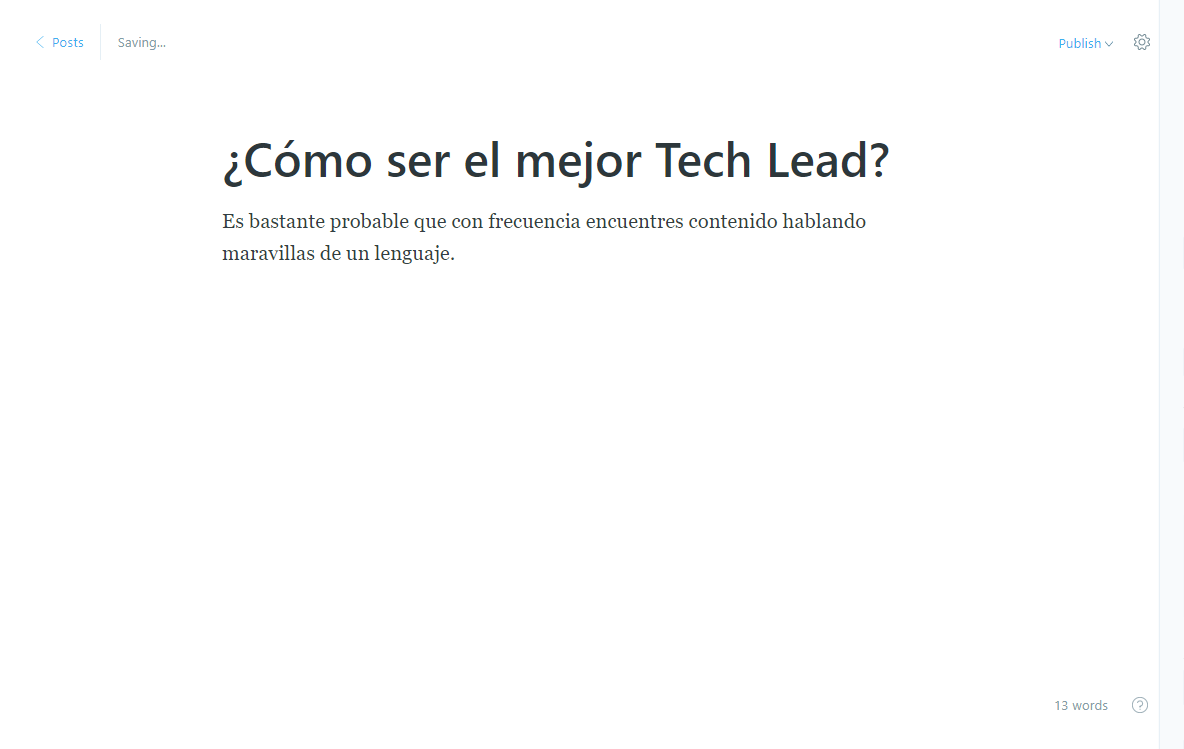 Posts
Saving...
Publish
¿Cómo ser el mejor Tech Lead?
Es bastante probable que con frecuencia encuentres contenido hablando
maravillas de un lenguaje.
13 words
?